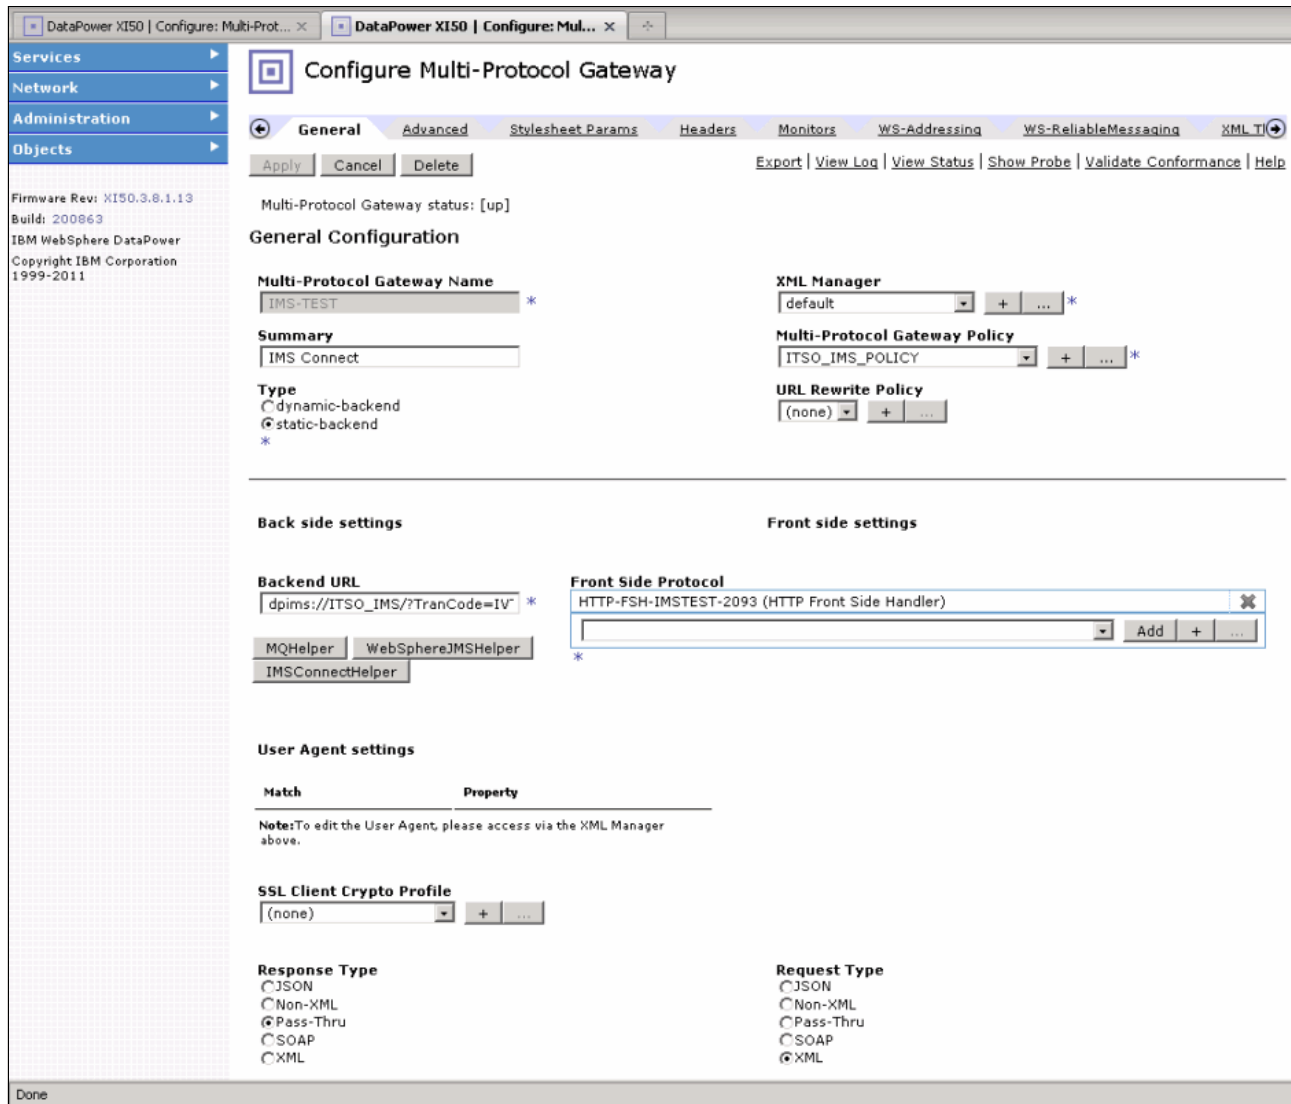 DataPower XI50 | Configure: Multi-Prot... ×
DataPower XI50 | Configure: Mul... ×
Services
Network
Administration
Objects
Firmware Rev: XI50.3.8.1.13
Build: 200863
IBM WebSphere DataPower
Copyright IBM Corporation
1999-2011
Configure Multi-Protocol Gateway
General Advanced Stylesheet Params Headers Monitors WS-Addressing WS-ReliableMessaging XML T
Apply Cancel Delete
Export | View Log | View Status | Show Probe | Validate Conformance | Help
Multi-Protocol Gateway status: [up]
General Configuration
Multi-Protocol Gateway Name
IMS-TEST *
Summary
IMS Connect
Type
dynamic-backend
static-backend
*
XML Manager
default + ... *
Multi-Protocol Gateway Policy
ITSO_IMS_POLICY + ... *
URL Rewrite Policy
(none) + ...
Back side settings
Front side settings
Backend URL
dpims://ITSO_IMS/?TranCode=IV *
MQHelper WebSphereJMSHelper
IMSConnectHelper
Front Side Protocol
HTTP-FSH-IMSTEST-2093 (HTTP Front Side Handler)
Add + ...
*
User Agent settings
Match Property
Note:To edit the User Agent, please access via the XML Manager
above.
SSL Client Crypto Profile
(none) + ...
Response Type
JSON
Non-XML
Pass-Thru
SOAP
XML
Request Type
JSON
Non-XML
Pass-Thru
SOAP
XML
Done